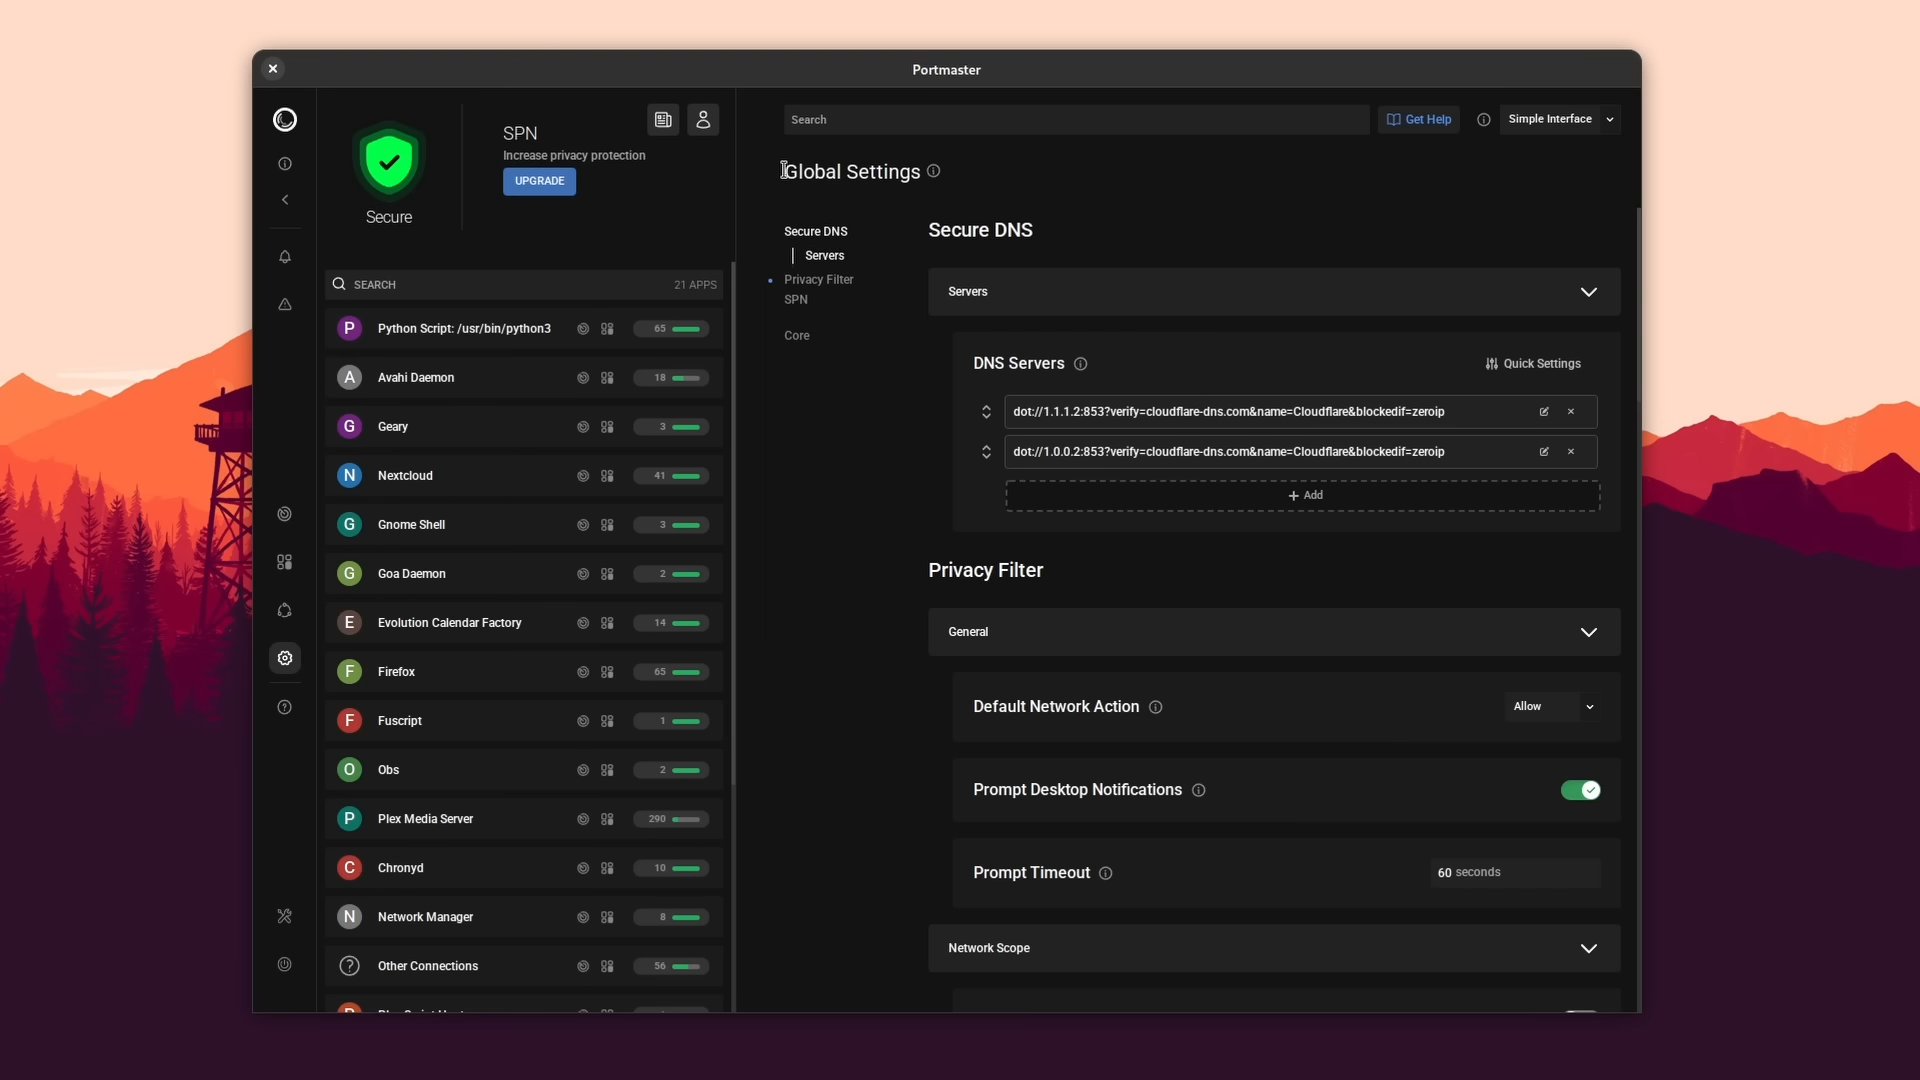 Portmaster
Secure
SPN
Increase privacy protection
UPGRADE
SEARCH
21 APPS
P Python Script: /usr/bin/python3 65
A Avahi Daemon 18
G Geary 3
N Nextcloud 41
G Gnome Shell 3
G Goa Daemon 2
E Evolution Calendar Factory 14
F Firefox 65
F Fuscript 1
O Obs 2
P Plex Media Server 290
C Chronyd 10
N Network Manager 8
? Other Connections 56
Search
Get Help
Simple Interface
Global Settings
Secure DNS
Servers
Privacy Filter
SPN
Core
Secure DNS
Servers
DNS Servers
Quick Settings
dot://1.1.1.2:853?verify=cloudflare-dns.com&name=Cloudflare&blockedif=zeroip
dot://1.0.0.2:853?verify=cloudflare-dns.com&name=Cloudflare&blockedif=zeroip
+ Add
Privacy Filter
General
Default Network Action
Allow
Prompt Desktop Notifications
Prompt Timeout
60 seconds
Network Scope